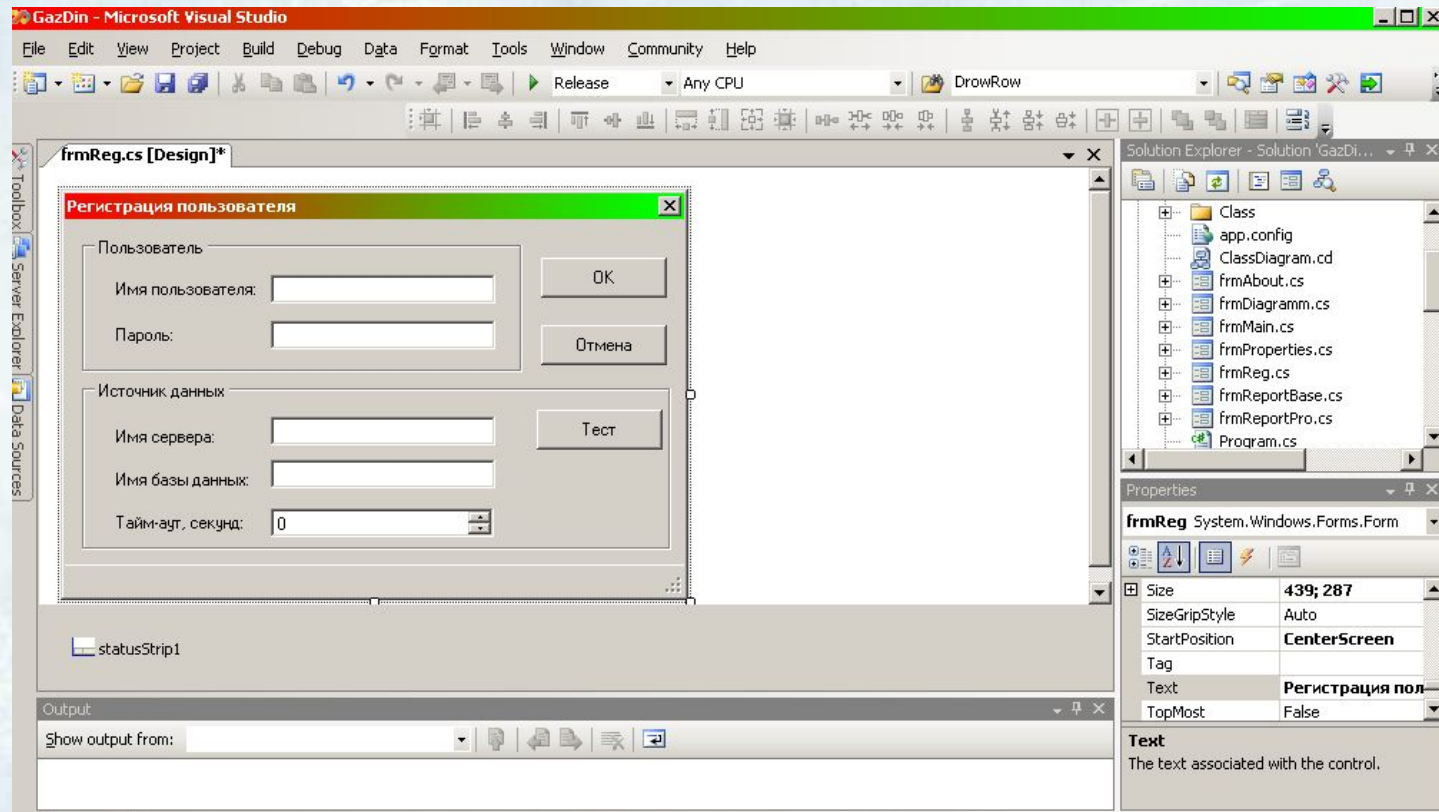 GazDin - Microsoft Visual Studio
File Edit View Project Build Debug Data Format Tools Window Community Help
Release Any CPU DrowRow
Toolbox
Server Explorer
Data Sources
frmReg.cs [Design]*
Регистрация пользователя
Пользователь
Имя пользователя:
Пароль:
OK
Отмена
Источник данных
Имя сервера:
Имя базы данных:
Тайм-аут, секунд: 0
Тест
statusStrip1
Output
Show output from:
Solution Explorer - Solution 'GazDi...
Class
app.config
ClassDiagram.cd
frmAbout.cs
frmDiagramm.cs
frmMain.cs
frmProperties.cs
frmReg.cs
frmReportBase.cs
frmReportPro.cs
Program.cs
Properties
frmReg System.Windows.Forms.Form
Size 439; 287
SizeGripStyle Auto
StartPosition CenterScreen
Tag
Text Регистрация пол
TopMost False
Text
The text associated with the control.